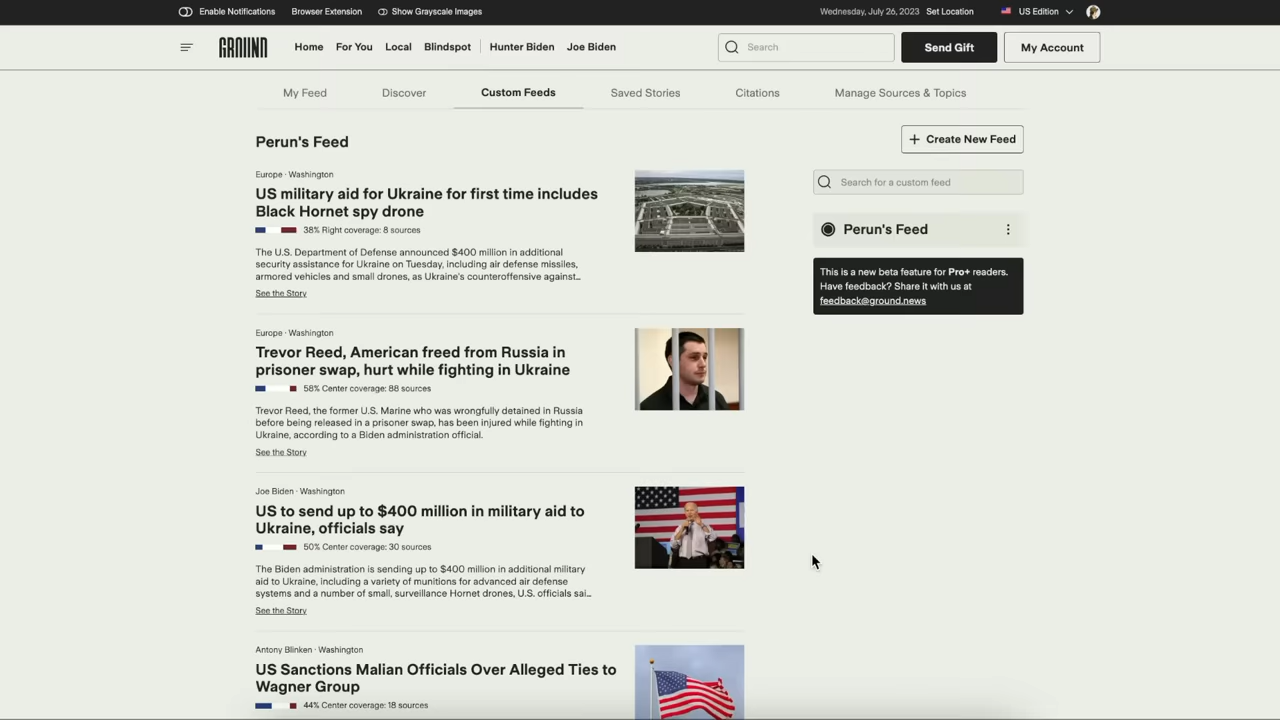 Enable Notifications Browser Extension Show Grayscale Images Wednesday, July 26, 2023 Set Location US Edition
GROUND Home For You Local Blindspot Hunter Biden Joe Biden Search Send Gift My Account
My Feed Discover Custom Feeds Saved Stories Citations Manage Sources & Topics
Perun's Feed
+ Create New Feed
Europe · Washington
US military aid for Ukraine for first time includes
Black Hornet spy drone
38% Right coverage: 8 sources
The U.S. Department of Defense announced $400 million in additional
security assistance for Ukraine on Tuesday, including air defense missiles,
armored vehicles and small drones, as Ukraine's counteroffensive against…
See the Story
Search for a custom feed
Perun's Feed
This is a new beta feature for Pro+ readers.
Have feedback? Share it with us at
feedback@ground.news
Europe · Washington
Trevor Reed, American freed from Russia in
prisoner swap, hurt while fighting in Ukraine
58% Center coverage: 88 sources
Trevor Reed, the former U.S. Marine who was wrongfully detained in Russia
before being released in a prisoner swap, has been injured while fighting in
Ukraine, according to a Biden administration official.
See the Story
Joe Biden · Washington
US to send up to $400 million in military aid to
Ukraine, officials say
50% Center coverage: 30 sources
The Biden administration is sending up to $400 million in additional military
aid to Ukraine, including a variety of munitions for advanced air defense
systems and a number of small, surveillance Hornet drones, U.S. officials sai…
See the Story
Antony Blinken · Washington
US Sanctions Malian Officials Over Alleged Ties to
Wagner Group
44% Center coverage: 18 sources